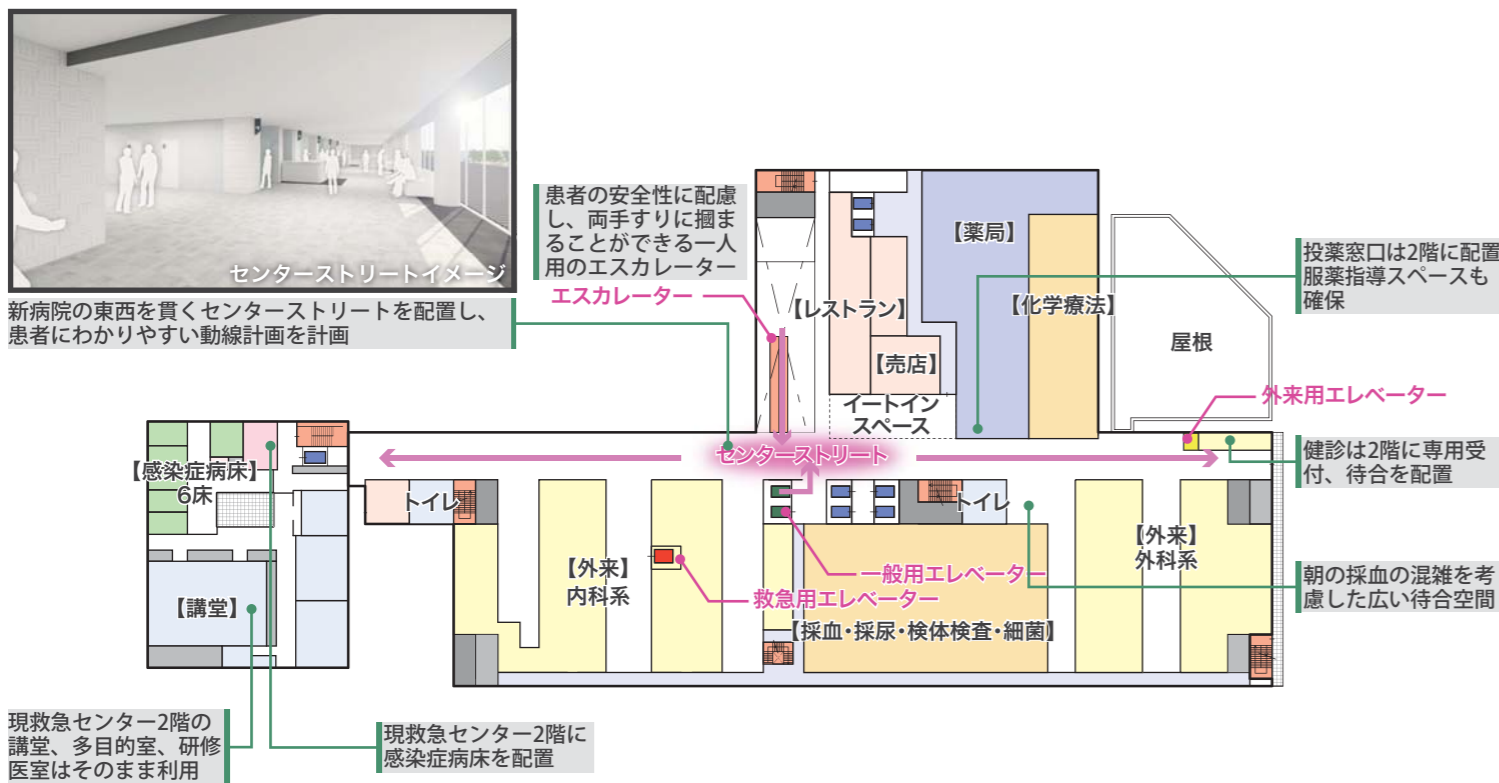 センターストリートイメージ
新病院の東西を貫くセンターストリートを配置し、
患者にわかりやすい動線計画を計画
患者の安全性に配慮
し、両手すりに掴ま
ることができる一人
用のエスカレーター
エスカレーター
【レストラン】
【売店】
イートイン
スペース
【薬局】
【化学療法】
屋根
投薬窓口は2階に配置
服薬指導スペースも
確保
外来用エレベーター
健診は2階に専用受
付、待合を配置
センターストリート
【感染症病床】
6床
トイレ
トイレ
【外来】
内科系
【外来】
外科系
一般用エレベーター
救急用エレベーター
【採血・採尿・検体検査・細菌】
朝の採血の混雑を考
慮した広い待合空間
【講堂】
現救急センター2階の
講堂、多目的室、研修
医室はそのまま利用
現救急センター2階に
感染症病床を配置